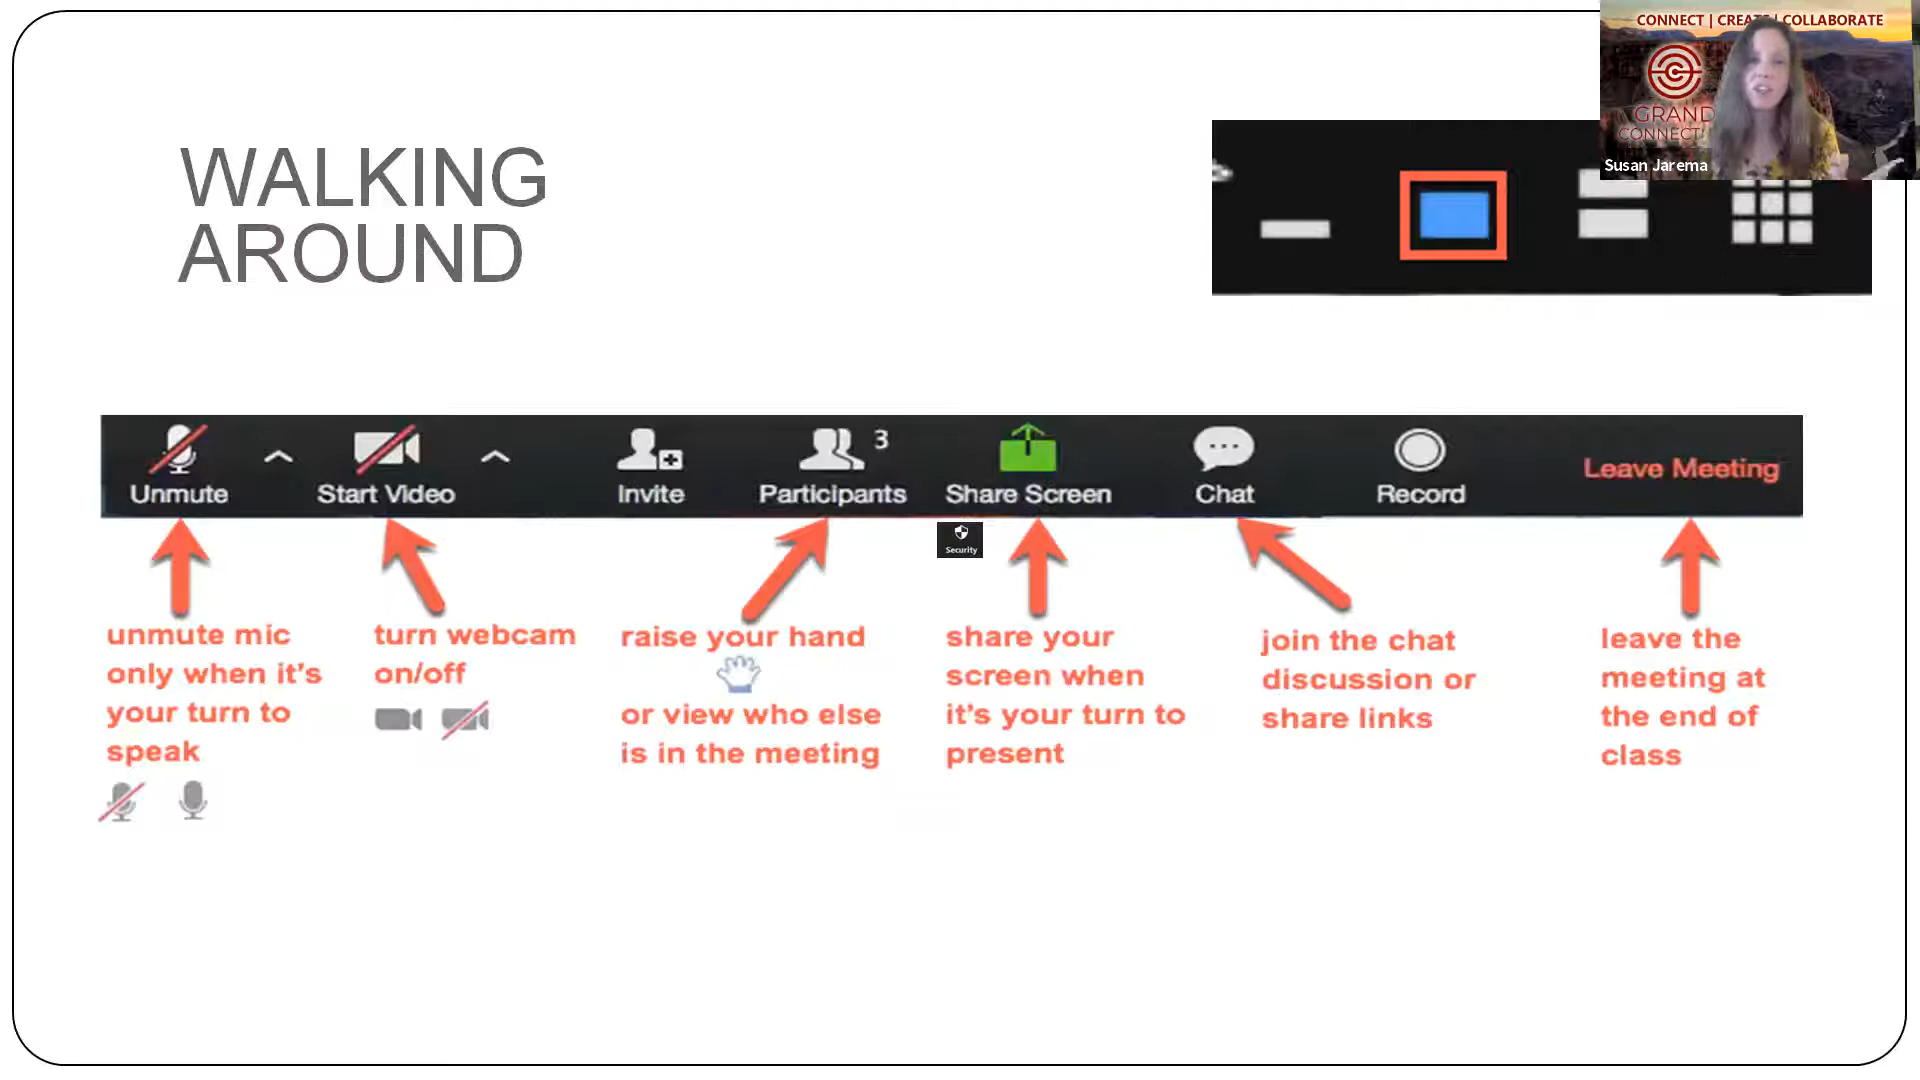 CONNECT | CREATE | COLLABORATE
GRAND
CONNECT
Susan Jarema
WALKING
AROUND
3
Unmute
Start Video
Invite
Participants
Share Screen
Chat
Record
Leave Meeting
Security
unmute mic
only when it's
your turn to
speak
turn webcam
on/off
raise your hand
or view who else
is in the meeting
share your
screen when
it's your turn to
present
join the chat
discussion or
share links
leave the
meeting at
the end of
class